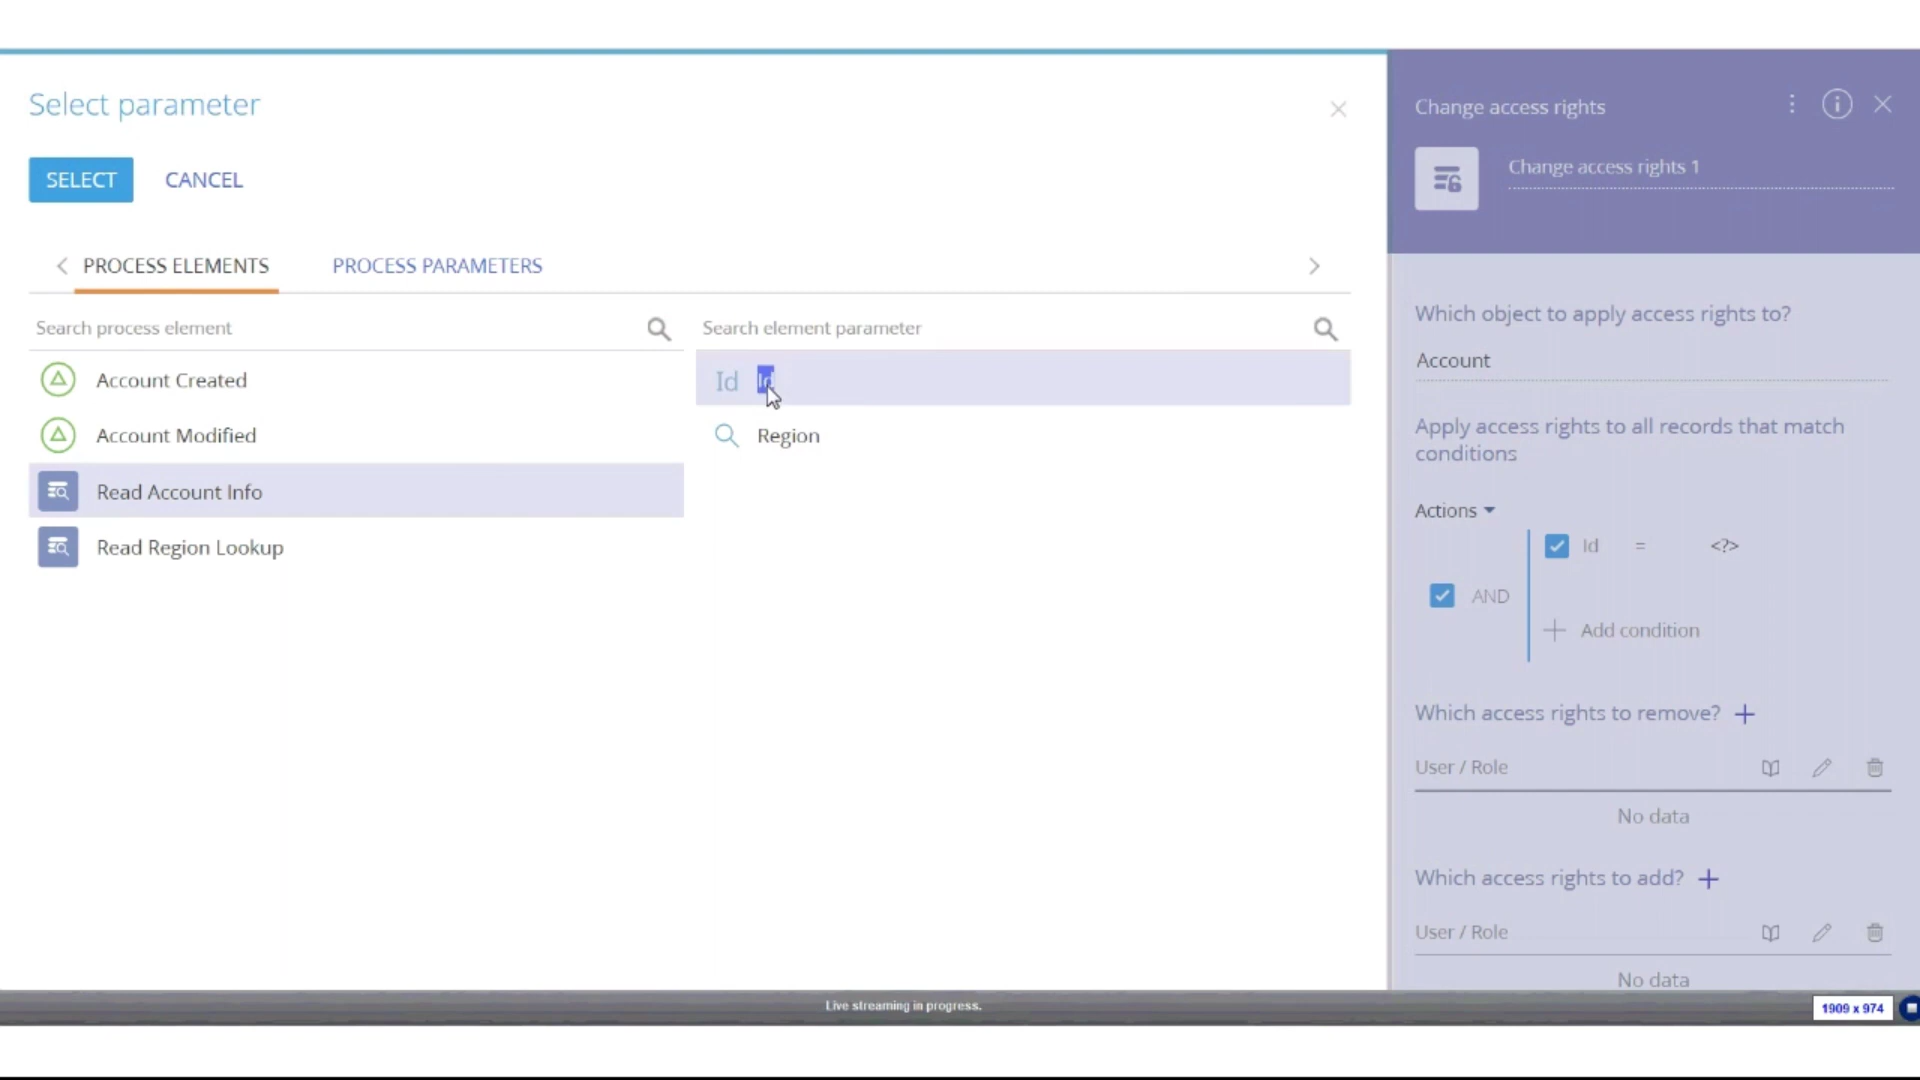 Select parameter
SELECT
CANCEL
PROCESS ELEMENTS
PROCESS PARAMETERS
Search process element
Search element parameter
Account Created
Account Modified
Read Account Info
Read Region Lookup
Id Id
Region
Change access rights
Change access rights 1
Which object to apply access rights to?
Account
Apply access rights to all records that match
conditions
Actions
Id = <?>
AND
Add condition
Which access rights to remove?
User / Role
No data
Which access rights to add?
User / Role
No data
Live streaming in progress.
1909 x 974